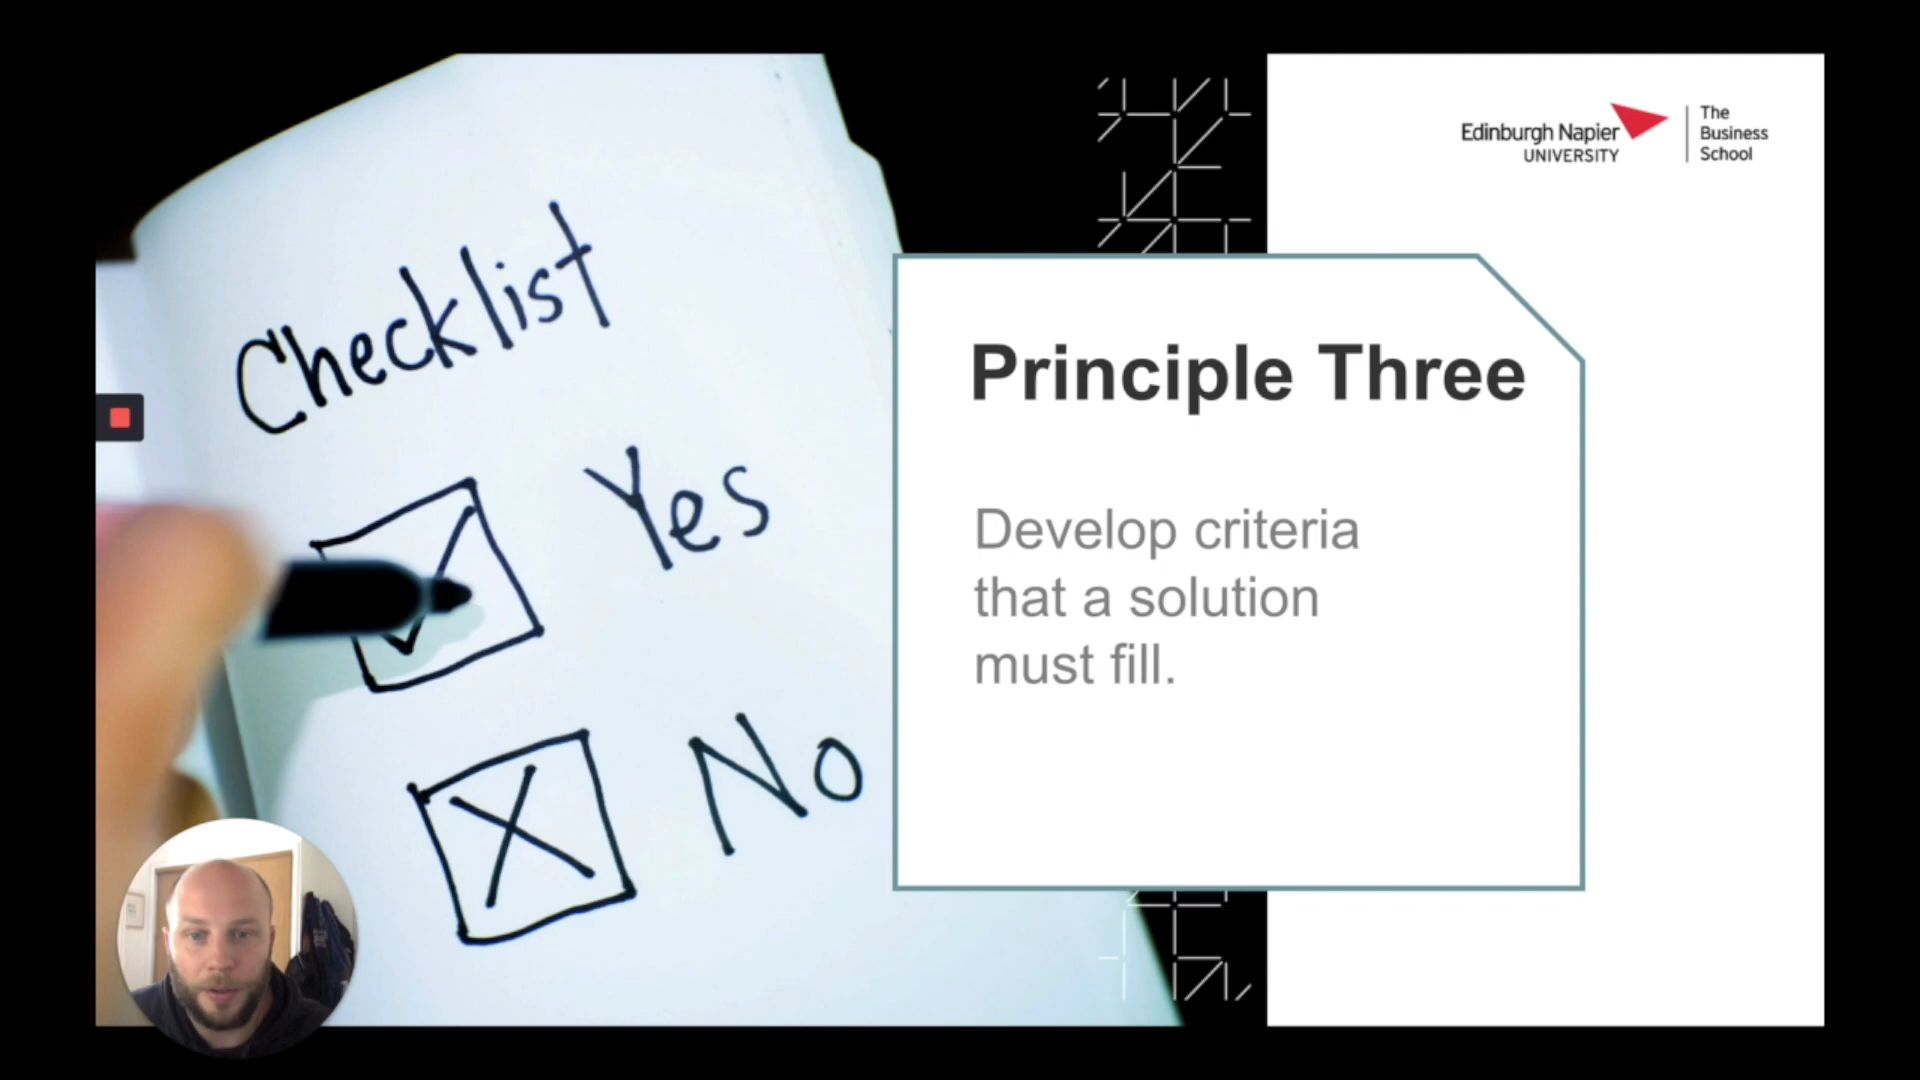 Checklist
Yes
No
Edinburgh Napier
UNIVERSITY
The
Business
School
Principle Three
Develop criteria
that a solution
must fill.